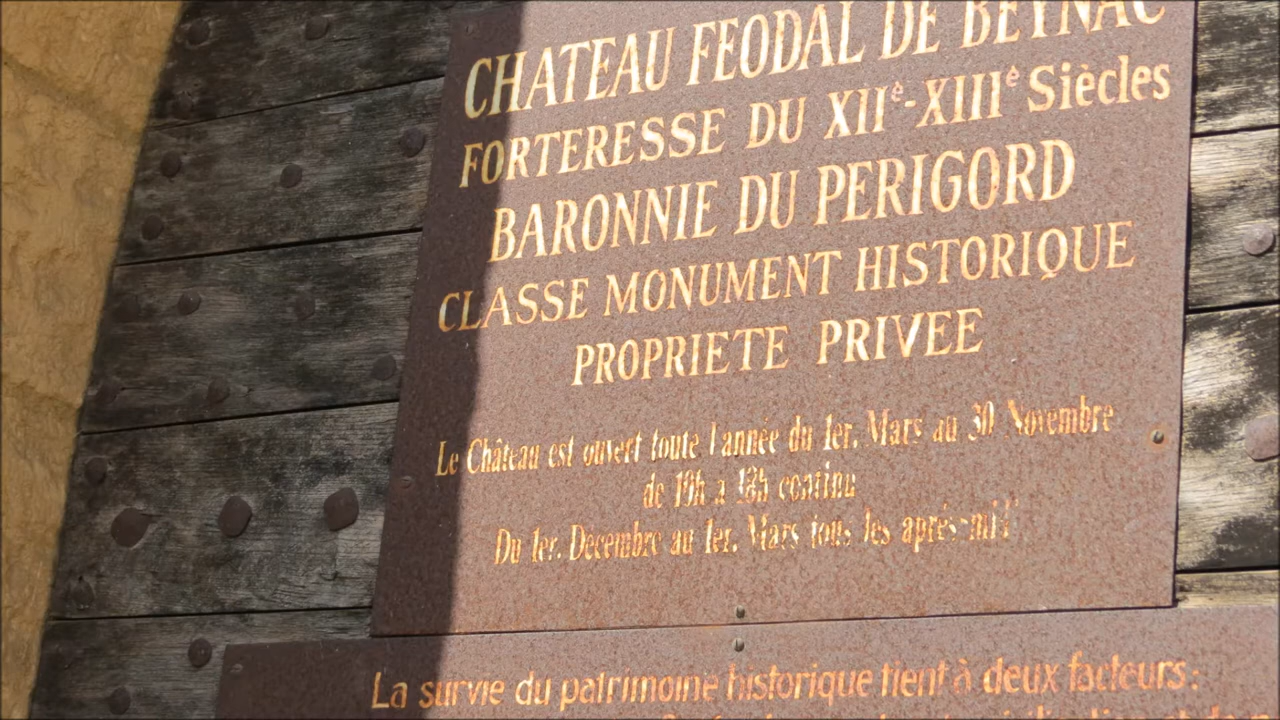 CHATEAU FEODAL DE BEYNAC
FORTERESSE DU XIIe-XIIIe Siècles
BARONNIE DU PERIGORD
CLASSE MONUMENT HISTORIQUE
PROPRIETE PRIVEE
Le Château est ouvert toute l'année du 1er. Mars au 30 Novembre
de 10h a 18h continu
Du 1er. Decembre au 1er. Mars tous les aprés-midi
La survie du patrimoine historique tient à deux facteurs: